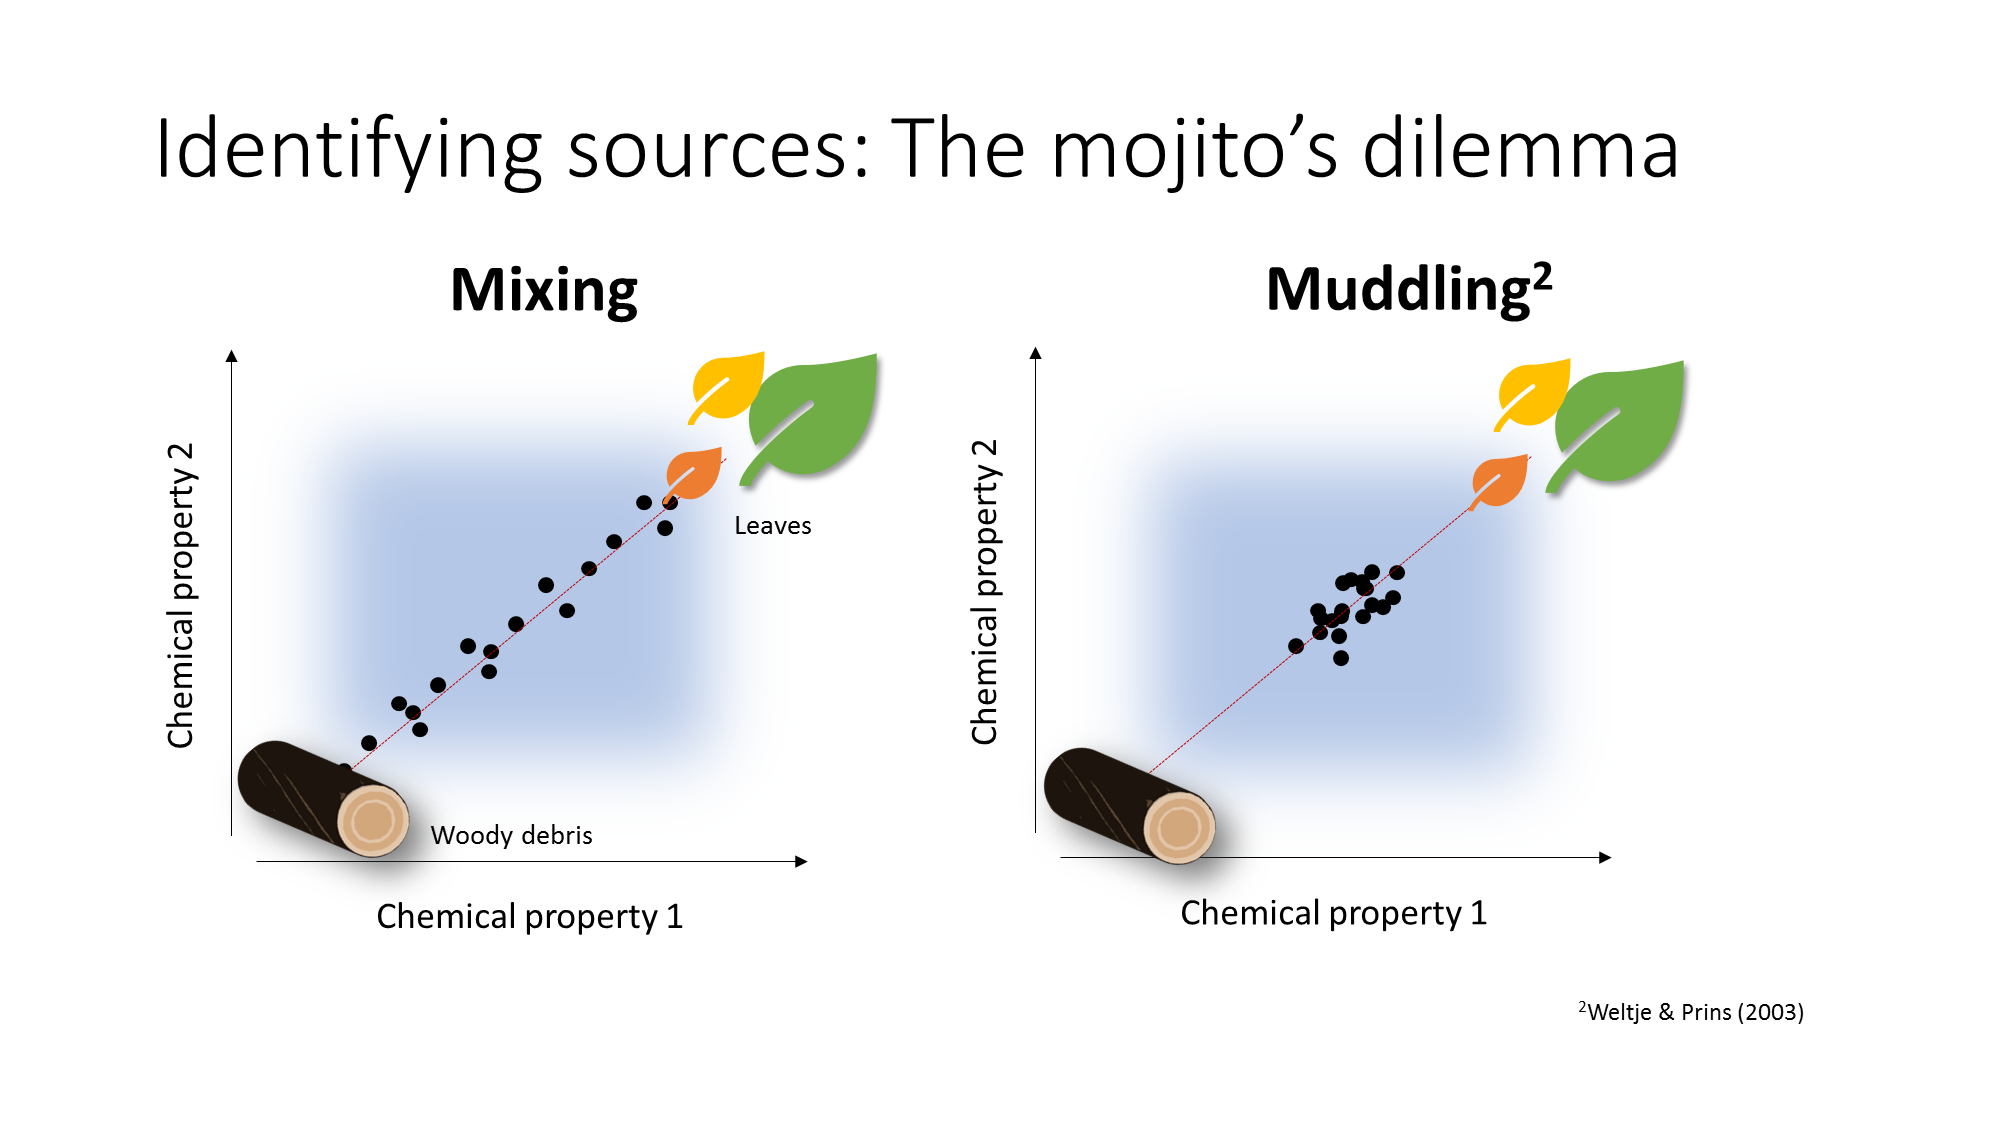 Identifying sources: The mojito’s dilemma
Mixing
Chemical property 2
Leaves
Woody debris
Chemical property 1
Muddling²
Chemical property 2
Chemical property 1
²Weltje & Prins (2003)